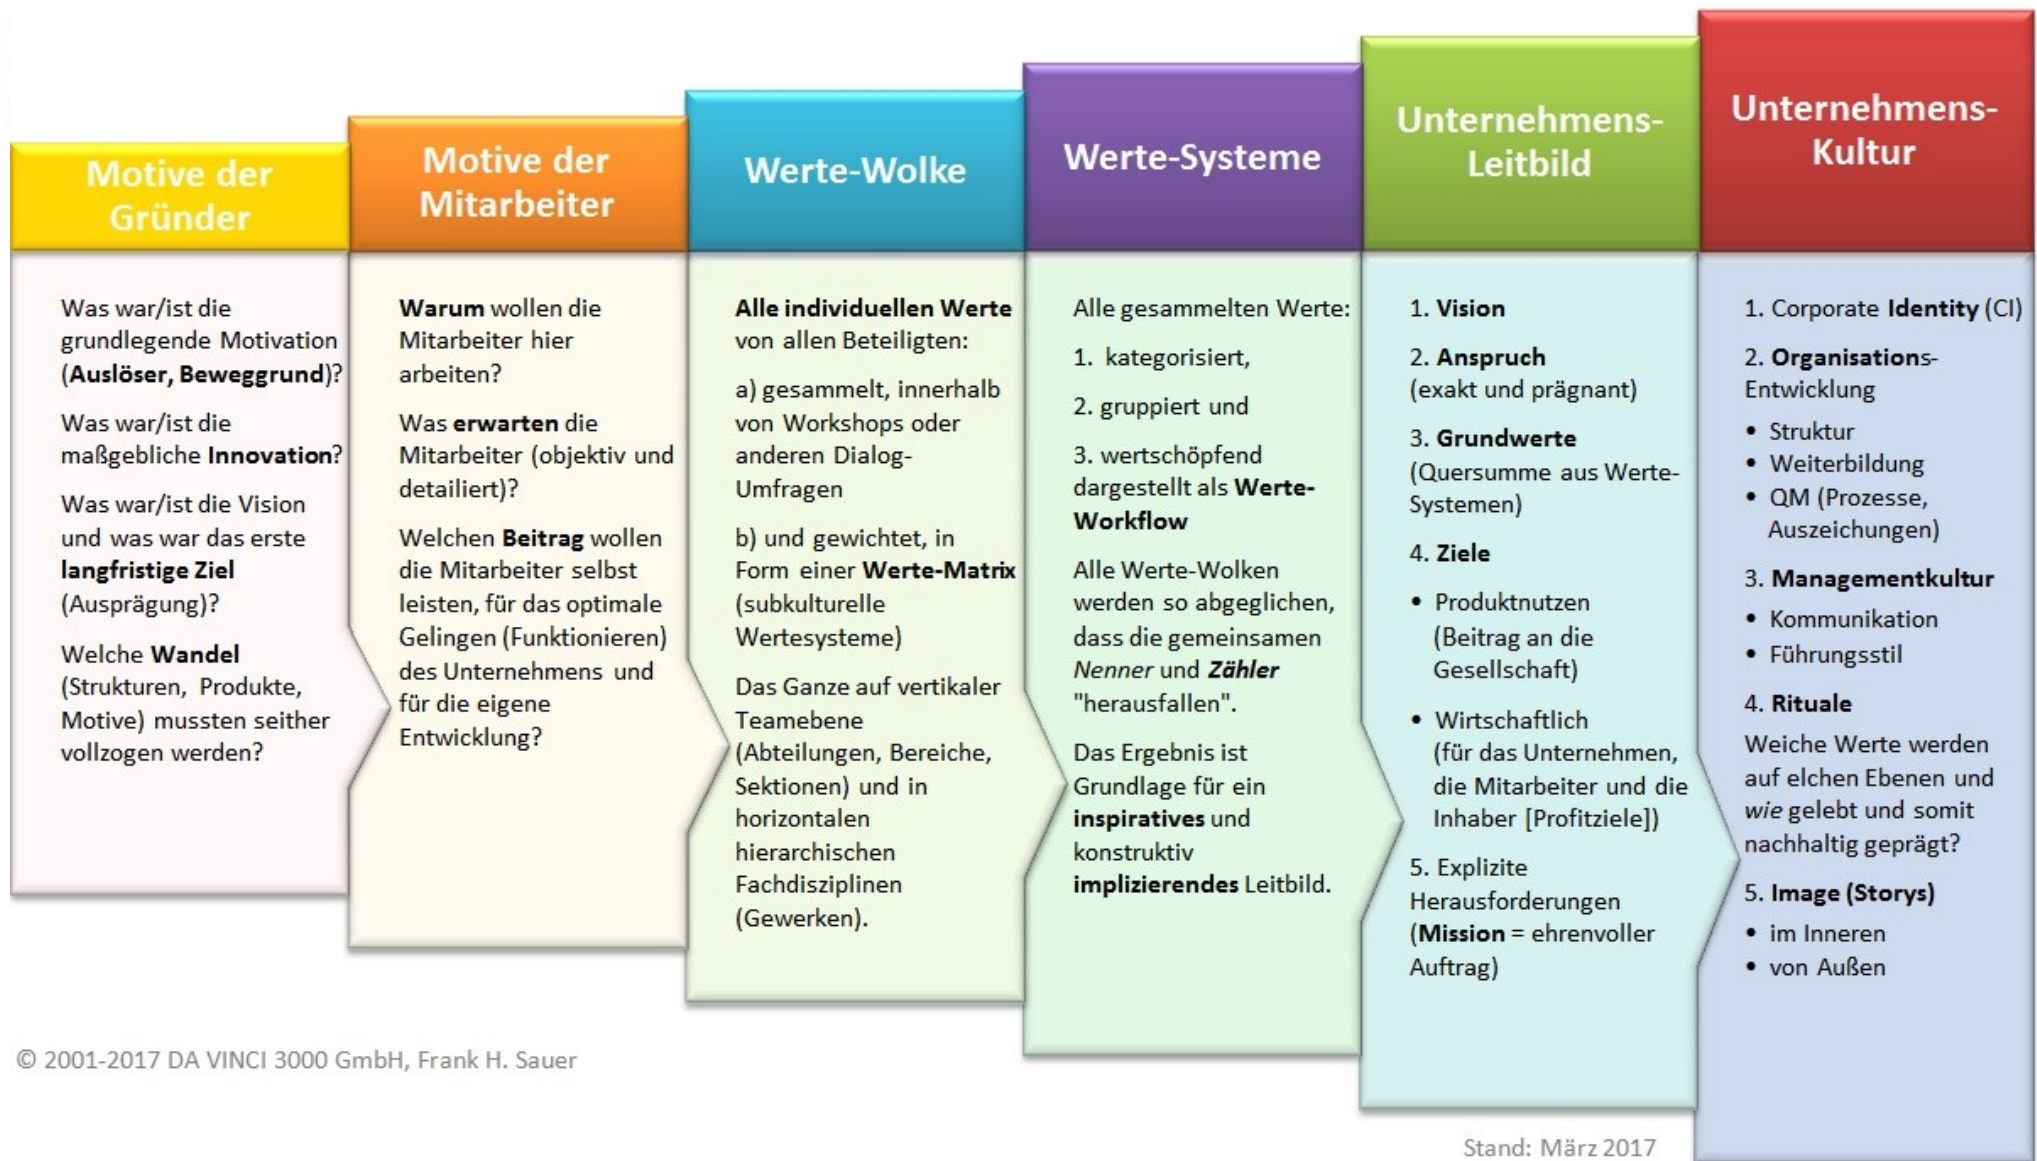 Motive der
Gründer
Was war/ist die
grundlegende Motivation
(Auslöser, Beweggrund)?
Was war/ist die
maßgebliche Innovation?
Was war/ist die Vision
und was war das erste
langfristige Ziel
(Ausprägung)?
Welche Wandel
(Strukturen, Produkte,
Motive) mussten seither
vollzogen werden?
Motive der
Mitarbeiter
Warum wollen die
Mitarbeiter hier
arbeiten?
Was erwarten die
Mitarbeiter (objektiv und
detailiert)?
Welchen Beitrag wollen
die Mitarbeiter selbst
leisten, für das optimale
Gelingen (Funktionieren)
des Unternehmens und
für die eigene
Entwicklung?
Werte-Wolke
Alle individuellen Werte
von allen Beteiligten:
a) gesammelt, innerhalb
von Workshops oder
anderen Dialog-
Umfragen
b) und gewichtet, in
Form einer Werte-Matrix
(subkulturelle
Wertesysteme)
Das Ganze auf vertikaler
Teamebene
(Abteilungen, Bereiche,
Sektionen) und in
horizontalen
hierarchischen
Fachdisziplinen
(Gewerken).
Werte-Systeme
Alle gesammelten Werte:
1. kategorisiert,
2. gruppiert und
3. wertschöpfend
dargestellt als Werte-
Workflow
Alle Werte-Wolken
werden so abgeglichen,
dass die gemeinsamen
Nenner und Zähler
"herausfallen".
Das Ergebnis ist
Grundlage für ein
inspiratives und
konstruktiv
implizierendes Leitbild.
Unternehmens-
Leitbild
1. Vision
2. Anspruch
(exakt und prägnant)
3. Grundwerte
(Quersumme aus Werte-
Systemen)
4. Ziele
• Produktnutzen
(Beitrag an die
Gesellschaft)
• Wirtschaftlich
(für das Unternehmen,
die Mitarbeiter und die
Inhaber [Profitziele])
5. Explizite
Herausforderungen
(Mission = ehrenvoller
Auftrag)
Unternehmens-
Kultur
1. Corporate Identity (CI)
2. Organisations-
Entwicklung
• Struktur
• Weiterbildung
• QM (Prozesse,
Auszeichungen)
3. Managementkultur
• Kommunikation
• Führungsstil
4. Rituale
Weiche Werte werden
auf elchen Ebenen und
wie gelebt und somit
nachhaltig geprägt?
5. Image (Storys)
• im Inneren
• von Außen
© 2001-2017 DA VINCI 3000 GmbH, Frank H. Sauer
Stand: März 2017